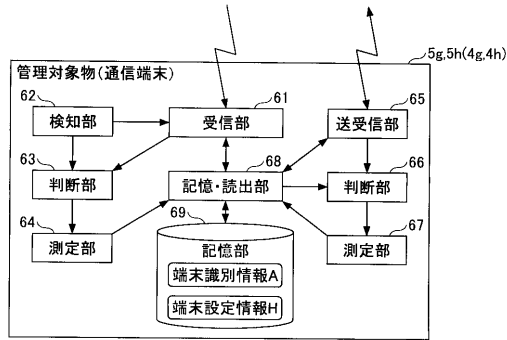 5g,5h(4g,4h)
管理対象物(通信端末)
62
検知部
61
受信部
65
送受信部
63
判断部
68
記憶・読出部
66
判断部
64
測定部
69
記憶部
端末識別情報A
端末設定情報H
67
測定部